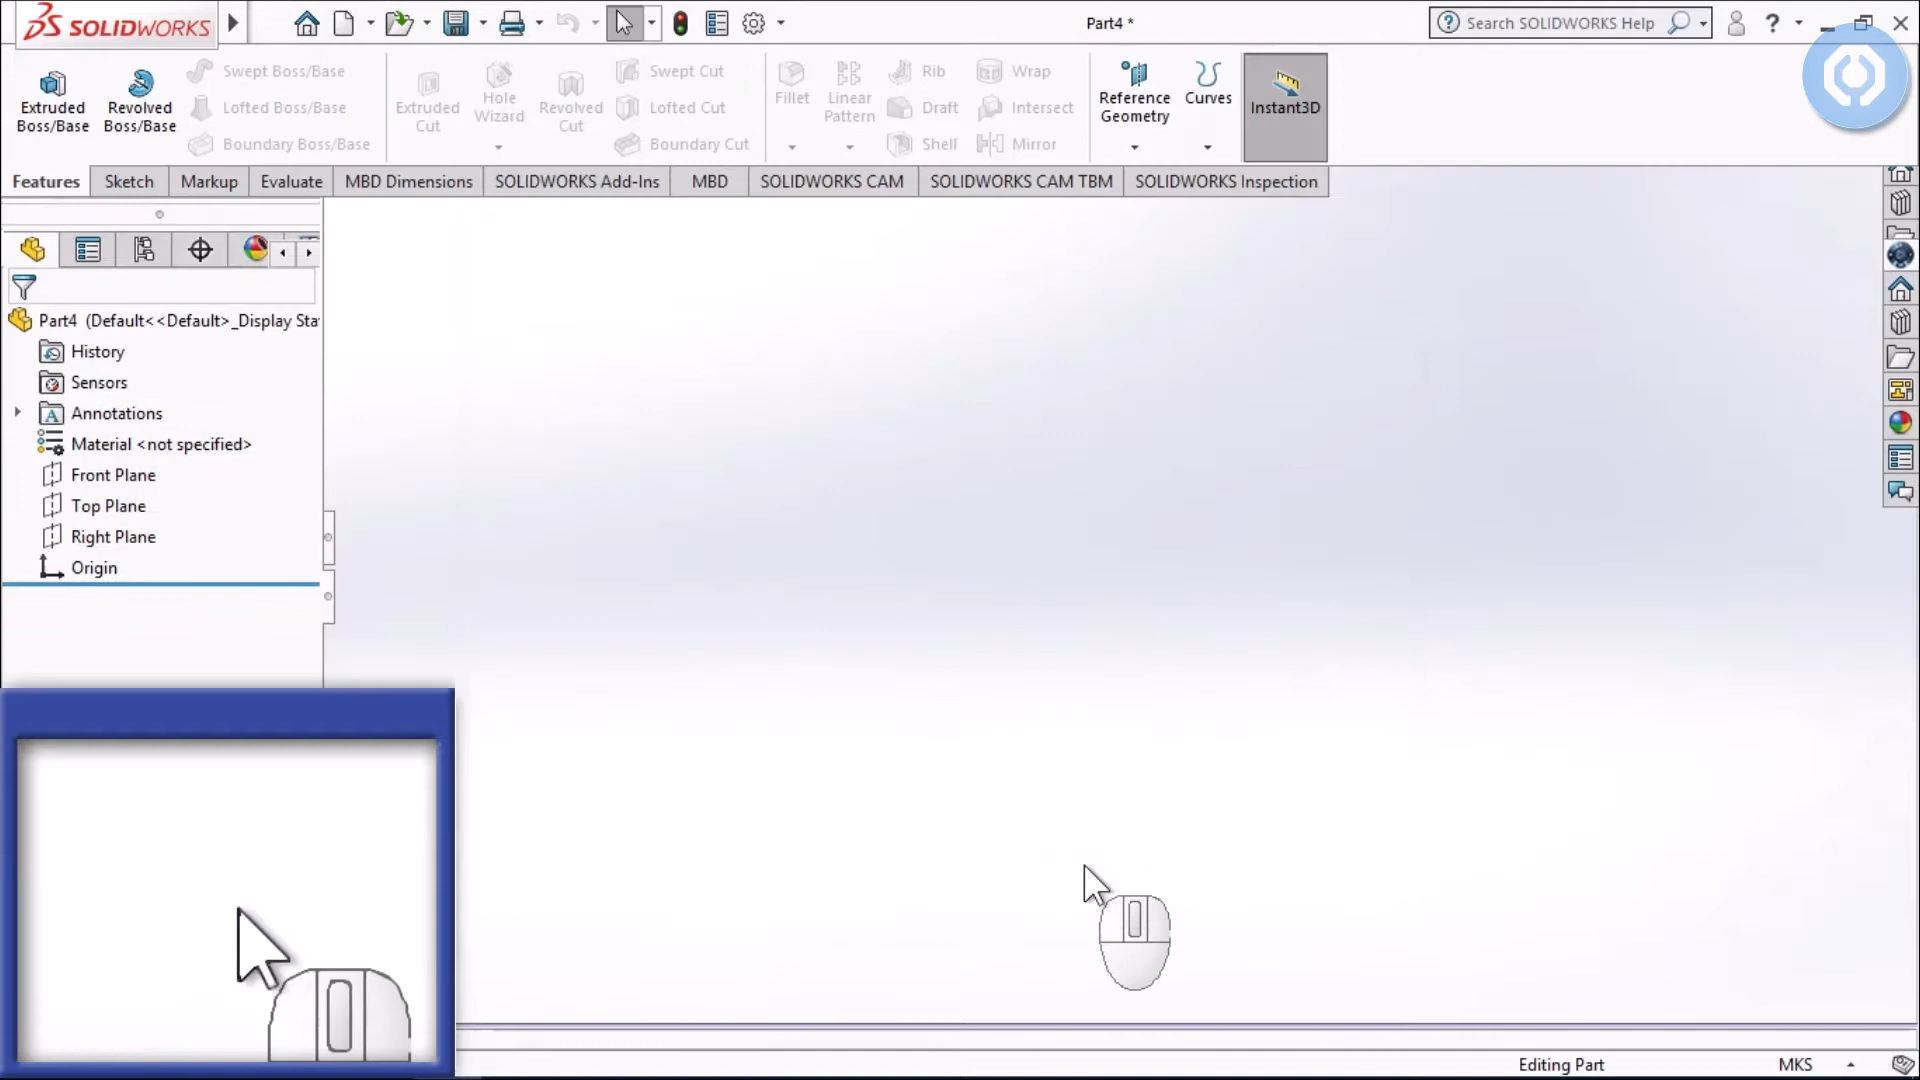 SOLIDWORKS
Part4 *
Search SOLIDWORKS Help
?
Extruded
Boss/Base
Revolved
Boss/Base
Swept Boss/Base
Lofted Boss/Base
Boundary Boss/Base
Extruded
Cut
Hole
Wizard
Revolved
Cut
Swept Cut
Lofted Cut
Boundary Cut
Fillet
Linear
Pattern
Rib
Draft
Shell
Wrap
Intersect
Mirror
Reference
Geometry
Curves
Instant3D
Features
Sketch
Markup
Evaluate
MBD Dimensions
SOLIDWORKS Add-Ins
MBD
SOLIDWORKS CAM
SOLIDWORKS CAM TBM
SOLIDWORKS Inspection
Part4 (Default<<Default>_Display Sta
History
Sensors
Annotations
Material <not specified>
Front Plane
Top Plane
Right Plane
Origin
Editing Part
MKS